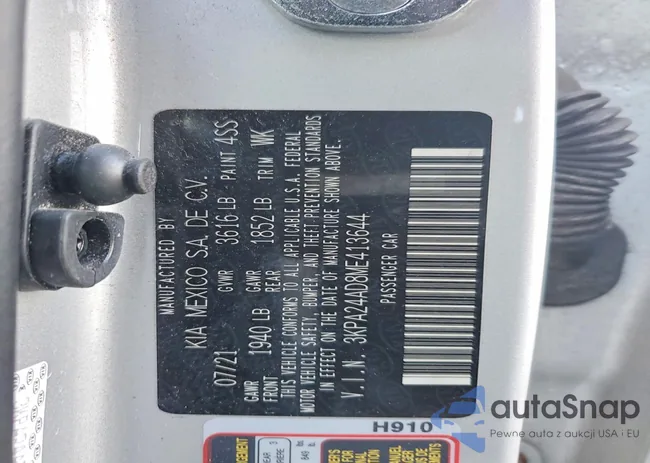 MANUFACTURED BY
KIA MEXICO S.A. DE C.V.
07/21 GVWR 3616 LB PAINT 4SS
GAWR FRONT 1940 LB GAWR REAR 1852 LB TRIM WK
THIS VEHICLE CONFORMS TO ALL APPLICABLE U.S.A. FEDERAL
MOTOR VEHICLE SAFETY, BUMPER, AND THEFT PREVENTION STANDARDS
IN EFFECT ON THE DATE OF MANUFACTURE SHOWN ABOVE.
V.I.N. 3KPA24AD8ME413644
PASSENGER CAR
H910
autaSnap
Pewne auta z aukcji USA i EU